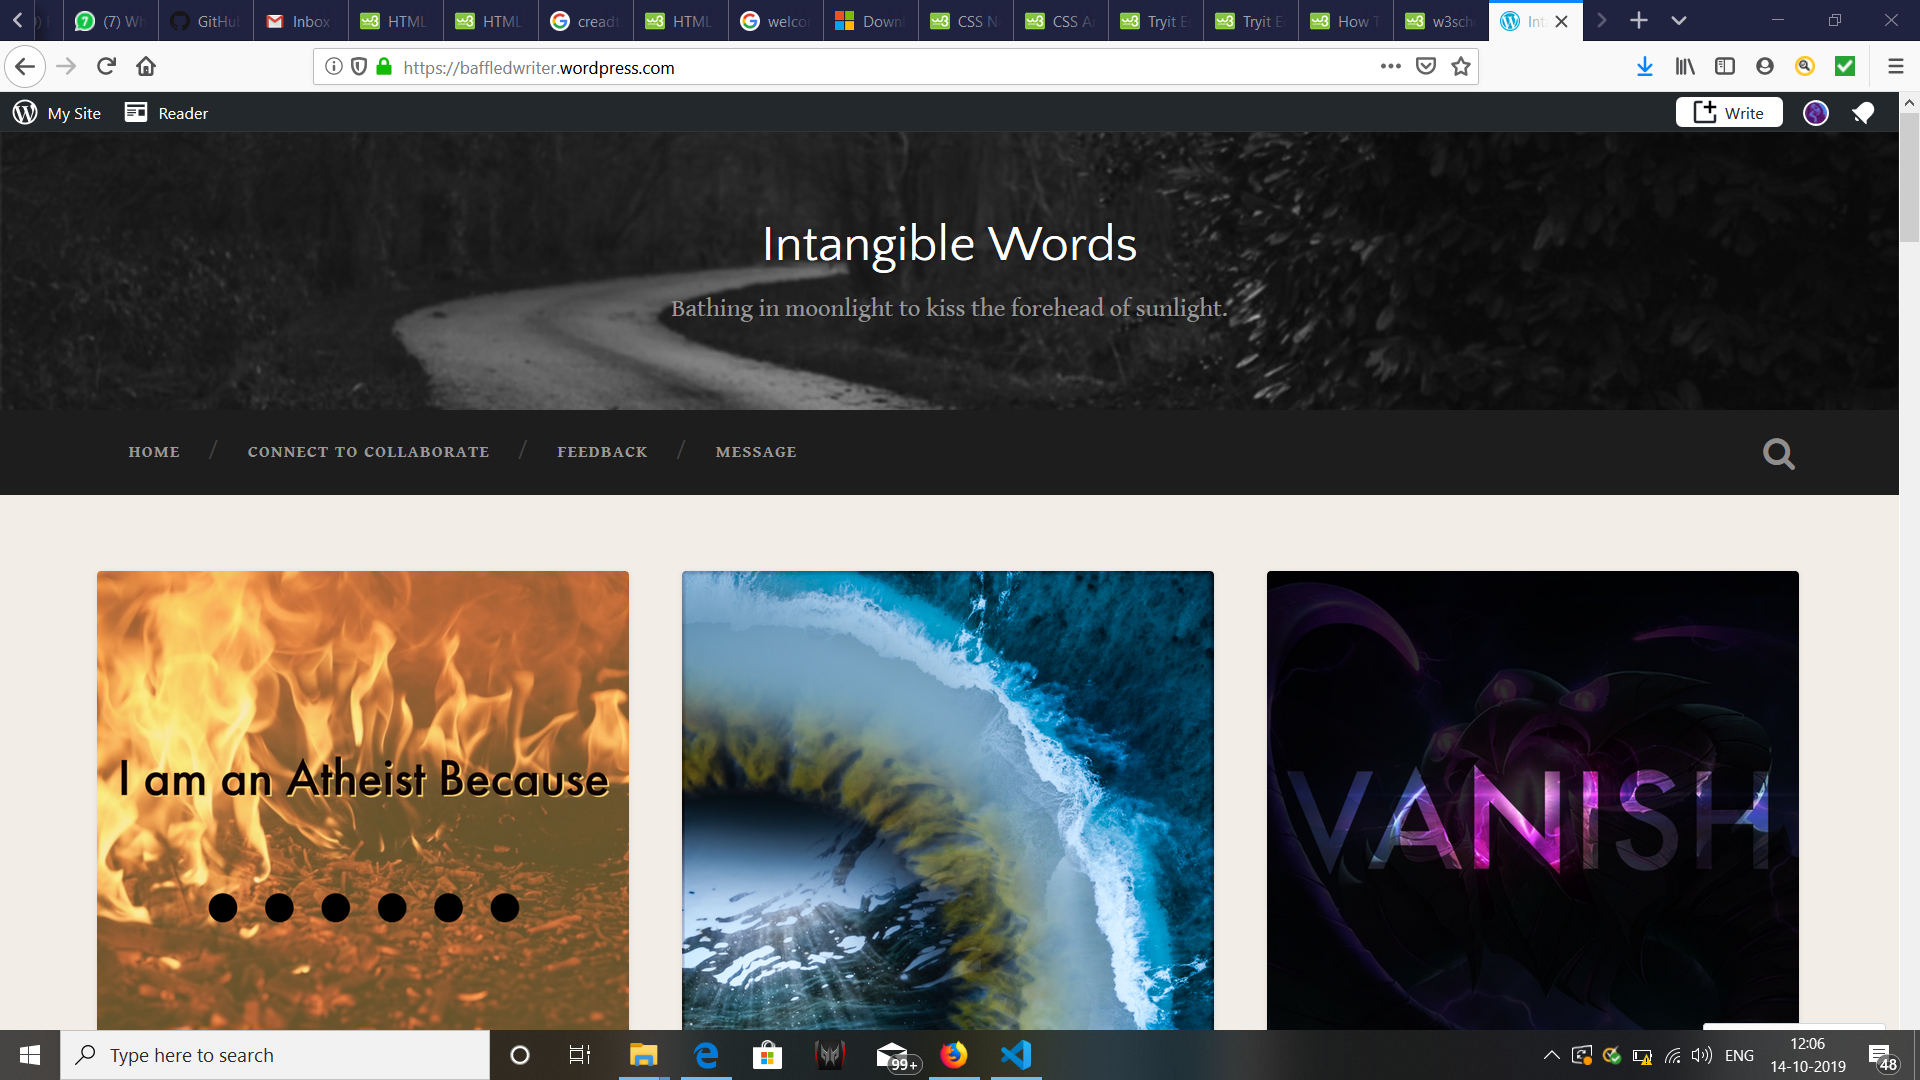 (7) Wh
GitHu
Inbox
HTML
HTML
creadt
HTML
welco
Down
CSS N
CSS A
Tryit E
Tryit E
How T
w3sch
Int
https://baffledwriter.wordpress.com
My Site
Reader
Write
Intangible Words
Bathing in moonlight to kiss the forehead of sunlight.
HOME / CONNECT TO COLLABORATE / FEEDBACK / MESSAGE
I am an Atheist Because
VANISH
Type here to search
99+
ENG
12:06
14-10-2019
48